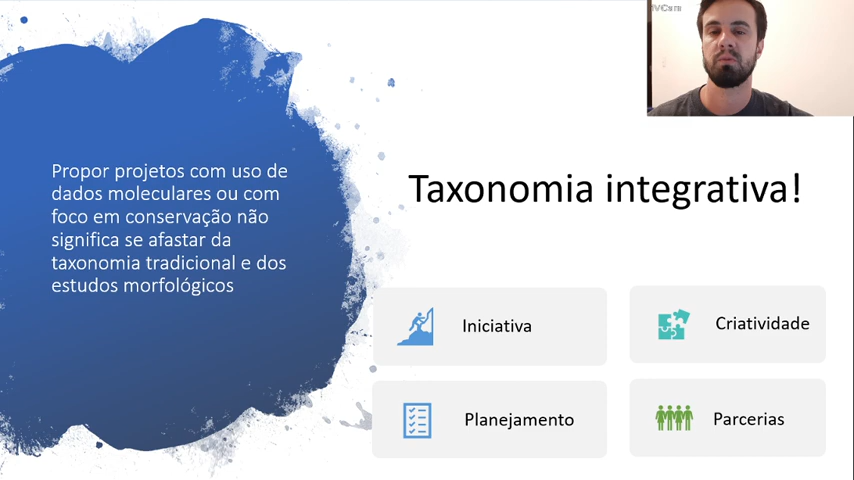 Propor projetos com uso de
dados moleculares ou com
foco em conservação não
significa se afastar da
taxonomia tradicional e dos
estudos morfológicos
Taxonomia integrativa!
Iniciativa
Criatividade
Planejamento
Parcerias